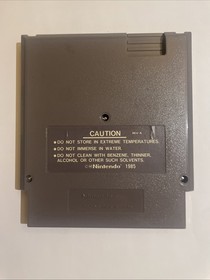 CAUTION
● DO NOT STORE IN EXTREME TEMPERATURES.
● DO NOT IMMERSE IN WATER.
● DO NOT CLEAN WITH BENZENE, THINNER,
ALCOHOL OR OTHER SUCH SOLVENTS.
©Nintendo 1985